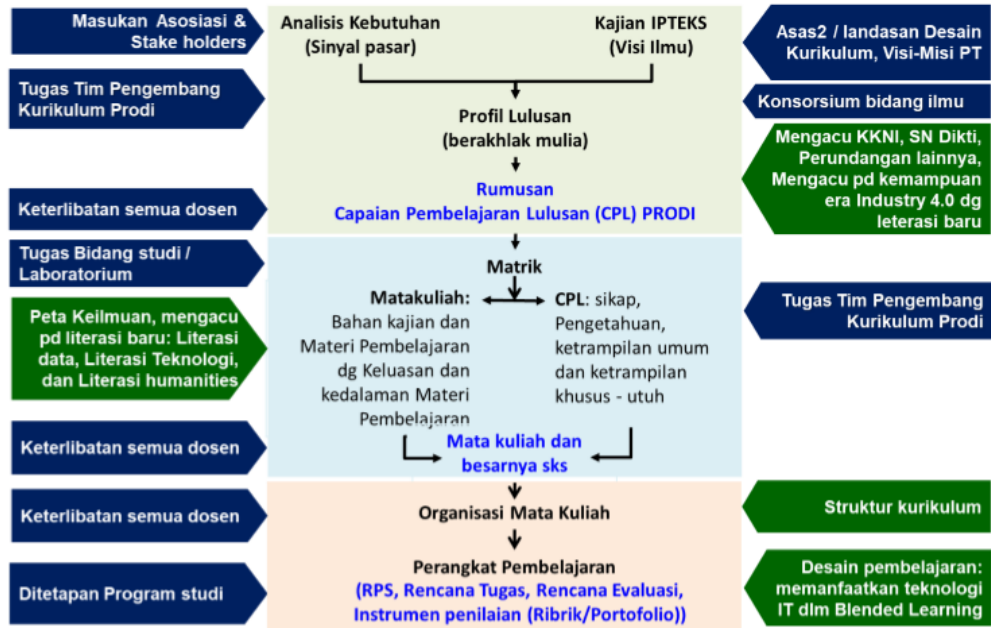 Masukan Asosiasi &
Stake holders
Analisis Kebutuhan
(Sinyal pasar)
Kajian IPTEKS
(Visi Ilmu)
Asas2 / landasan Desain
Kurikulum, Visi-Misi PT
Tugas Tim Pengembang
Kurikulum Prodi
Konsorsium bidang ilmu
Profil Lulusan
(berakhlak mulia)
Mengacu KKNI, SN Dikti,
Perundangan lainnya,
Mengacu pd kemampuan
era Industry 4.0 dg
leterasi baru
Keterlibatan semua dosen
Rumusan
Capaian Pembelajaran Lulusan (CPL) PRODI
Tugas Bidang studi /
Laboratorium
Matrik
Matakuliah:
Bahan kajian dan
Materi Pembelajaran
dg Keluasan dan
kedalaman Materi
Pembelajaran
CPL: sikap,
Pengetahuan,
ketrampilan umum
dan ketrampilan
khusus - utuh
Tugas Tim Pengembang
Kurikulum Prodi
Peta Keilmuan, mengacu
pd literasi baru: Literasi
data, Literasi Teknologi,
dan Literasi humanities
Keterlibatan semua dosen
Mata kuliah dan
besarnya sks
Keterlibatan semua dosen
Organisasi Mata Kuliah
Struktur kurikulum
Ditetapan Program studi
Perangkat Pembelajaran
(RPS, Rencana Tugas, Rencana Evaluasi,
Instrumen penilaian (Ribrik/Portofolio))
Desain pembelajaran:
memanfaatkan teknologi
IT dlm Blended Learning